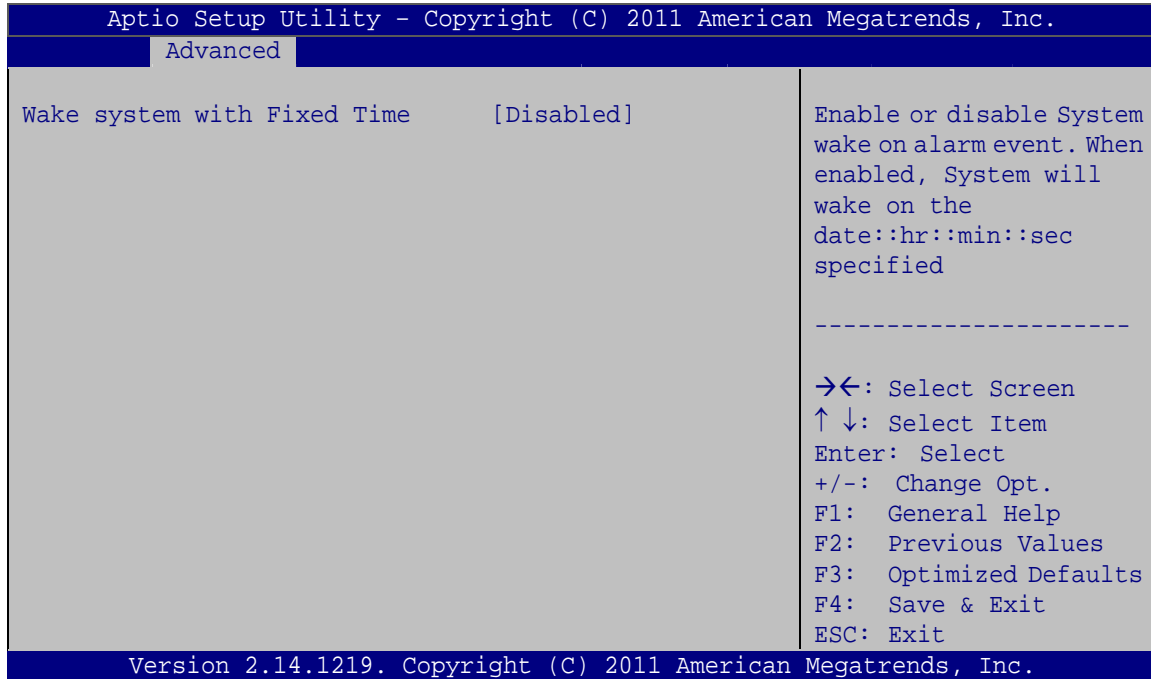 Aptio Setup Utility – Copyright (C) 2011 American Megatrends, Inc.
Advanced
Wake system with Fixed Time [Disabled]
Enable or disable System
wake on alarm event. When
enabled, System will
wake on the
date::hr::min::sec
specified
----------------------
→←: Select Screen
↑ ↓: Select Item
Enter: Select
+/-: Change Opt.
F1: General Help
F2: Previous Values
F3: Optimized Defaults
F4: Save & Exit
ESC: Exit
Version 2.14.1219. Copyright (C) 2011 American Megatrends, Inc.